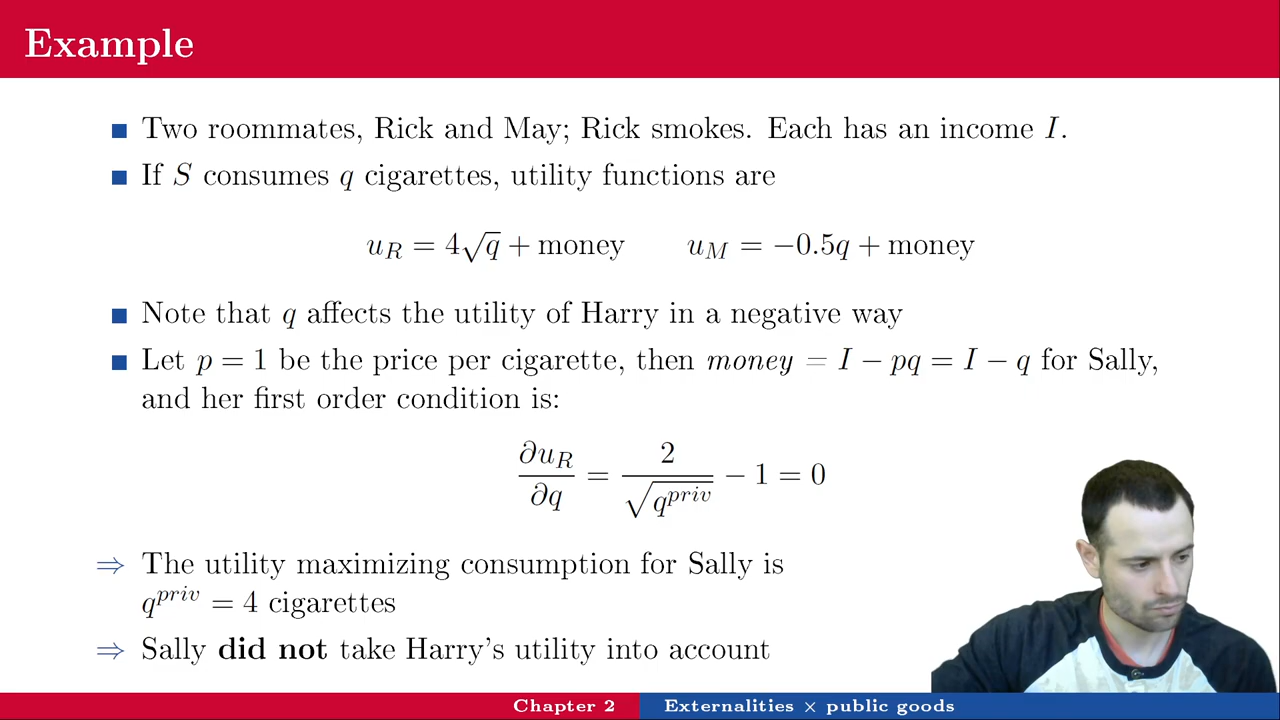 Example
Two roommates, Rick and May; Rick smokes. Each has an income I.
If S consumes q cigarettes, utility functions are
u_R = 4√q + money u_M = −0.5q + money
Note that q affects the utility of Harry in a negative way
Let p = 1 be the price per cigarette, then money = I − pq = I − q for Sally,
and her first order condition is:
∂u_R/∂q = 2/√(q^priv) − 1 = 0
⇒ The utility maximizing consumption for Sally is
q^priv = 4 cigarettes
⇒ Sally did not take Harry's utility into account
Chapter 2 Externalities × public goods